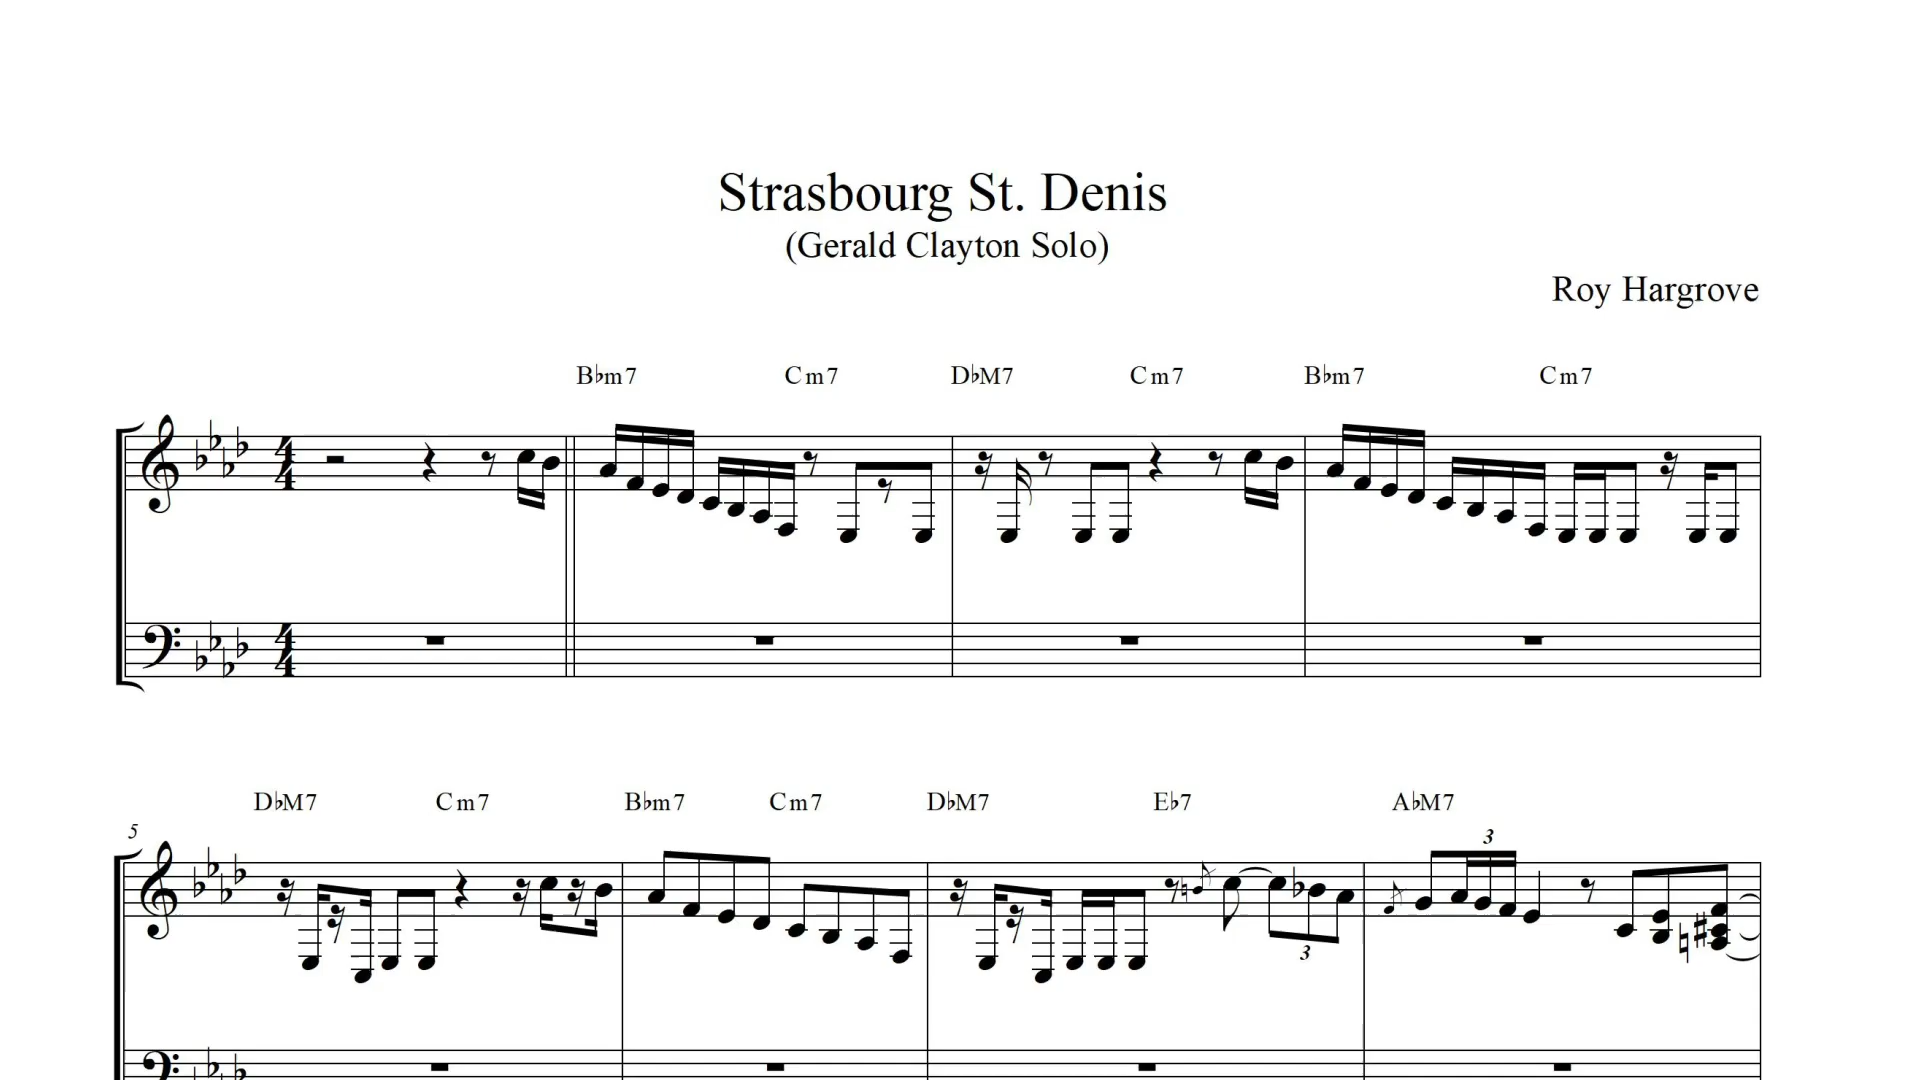 Strasbourg St. Denis
(Gerald Clayton Solo)
Roy Hargrove
B♭m7 Cm7 D♭M7 Cm7 B♭m7 Cm7
4/4
4/4
D♭M7 Cm7 B♭m7 Cm7 D♭M7 E♭7 A♭M7
5
3
3